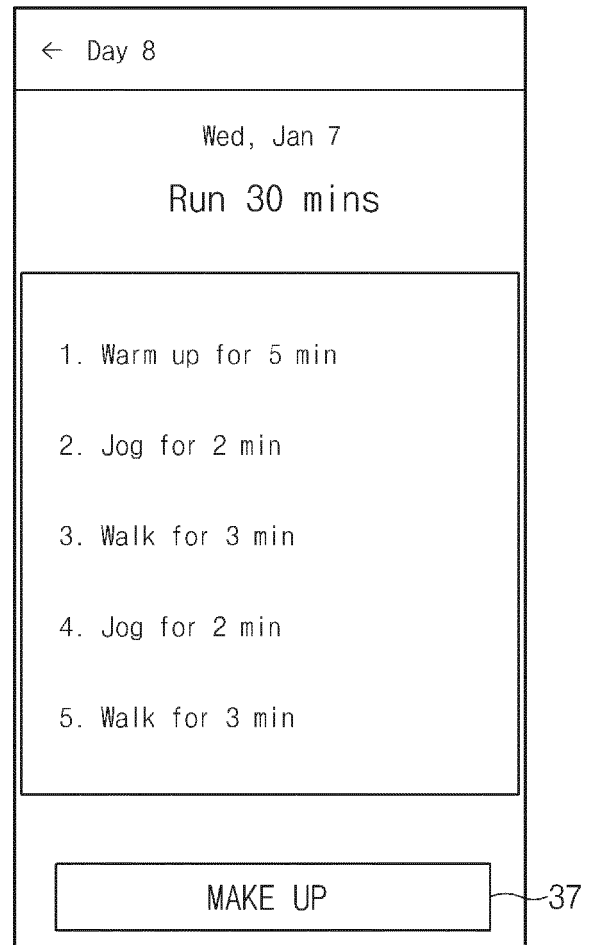 ← Day 8
Wed, Jan 7
Run 30 mins
1. Warm up for 5 min
2. Jog for 2 min
3. Walk for 3 min
4. Jog for 2 min
5. Walk for 3 min
MAKE UP
37